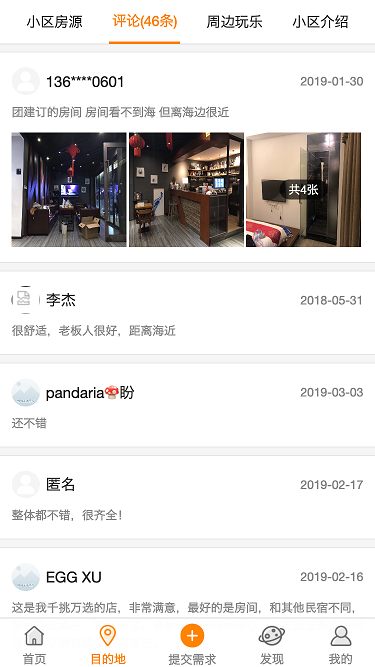 小区房源 评论(46条) 周边玩乐 小区介绍
136****0601 2019-01-30
团建订的房间 房间看不到海 但离海边很近
共4张
李杰 2018-05-31
很舒适，老板人很好，距离海近
pandaria🍄盼 2019-03-03
还不错
匿名 2019-02-17
整体都不错，很齐全！
EGG XU 2019-02-16
这是我千挑万选的店，非常满意，最好的是房间，和其他民宿不同，
首页 目的地 提交需求 发现 我的